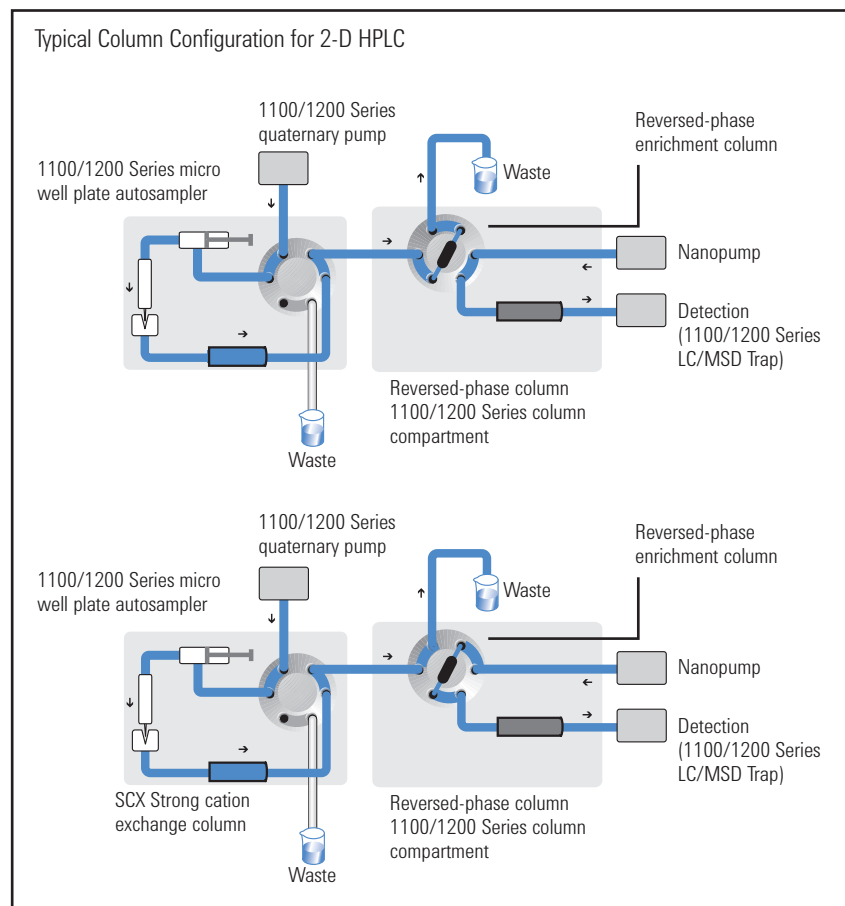 Typical Column Configuration for 2-D HPLC
1100/1200 Series
quaternary pump
Reversed-phase
enrichment column
1100/1200 Series micro
well plate autosampler
Waste
Nanopump
Detection
(1100/1200 Series
LC/MSD Trap)
Reversed-phase column
1100/1200 Series column
compartment
Waste
1100/1200 Series
quaternary pump
Reversed-phase
enrichment column
1100/1200 Series micro
well plate autosampler
Waste
Nanopump
Detection
(1100/1200 Series
LC/MSD Trap)
SCX Strong cation
exchange column
Reversed-phase column
1100/1200 Series column
compartment
Waste